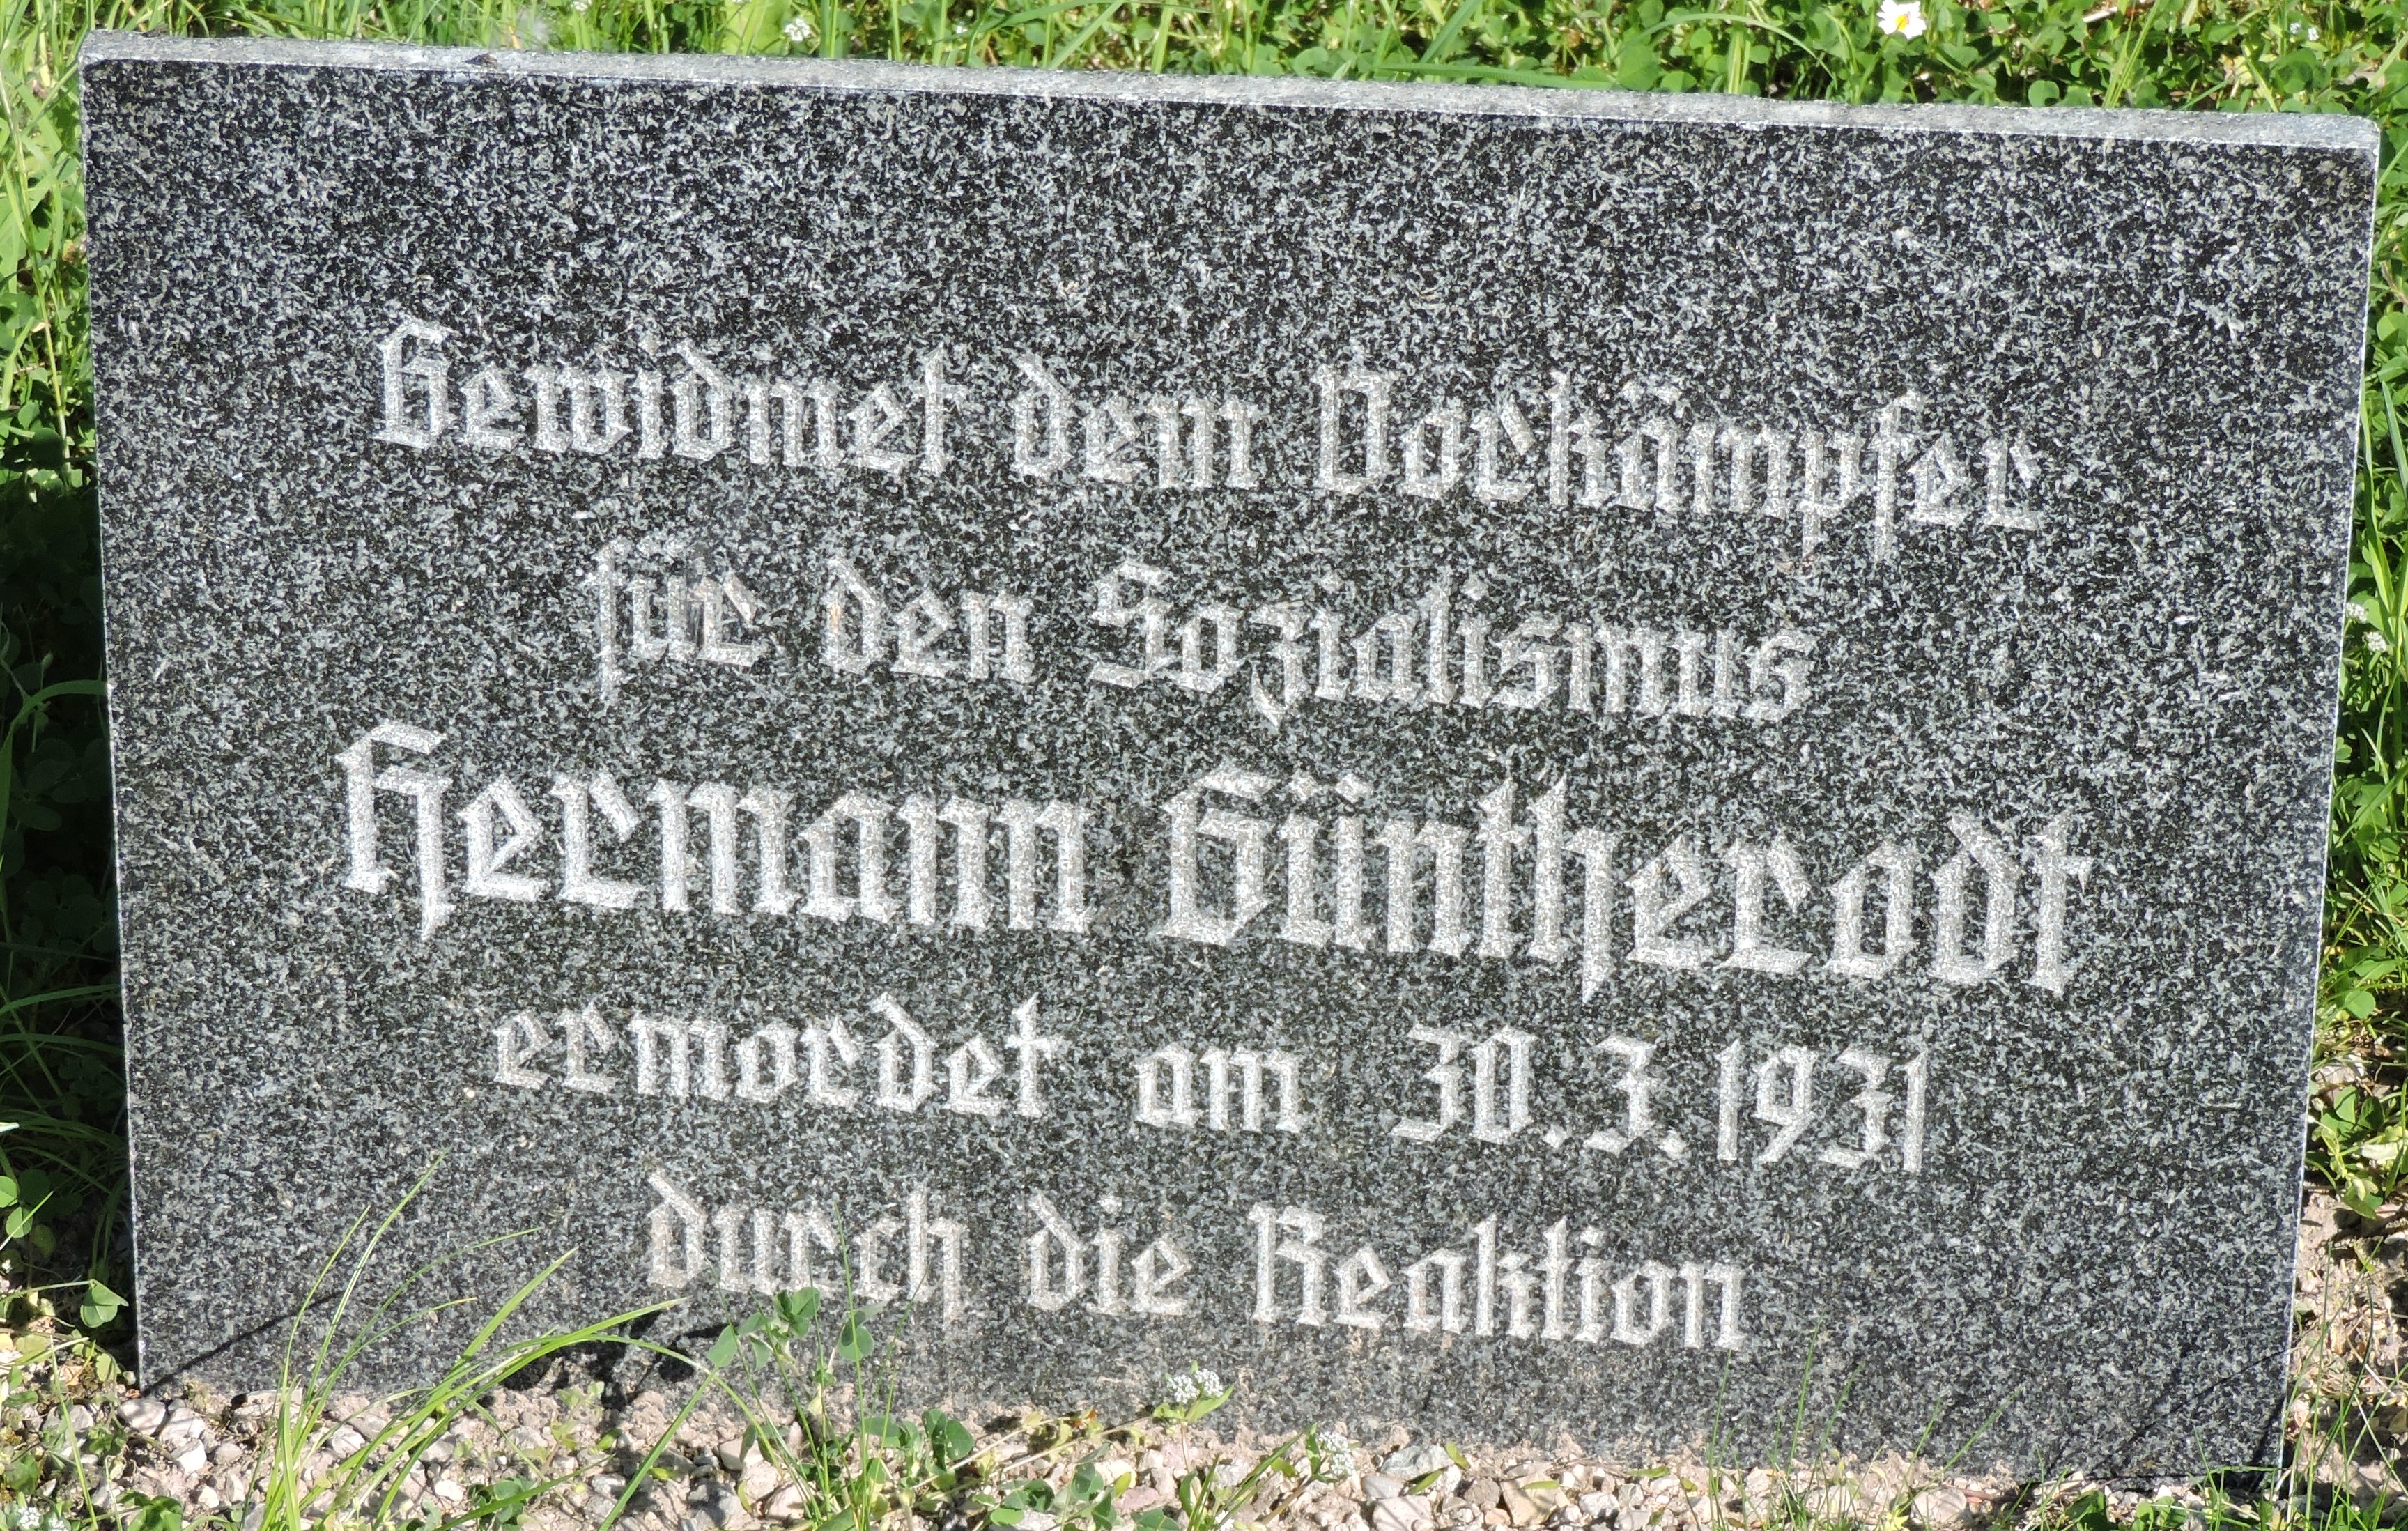 Gewidmet dem Vorkämpfer
für den Sozialismus
Hermann Güntherodt
ermordet am 30.3.1931
durch die Reaktion